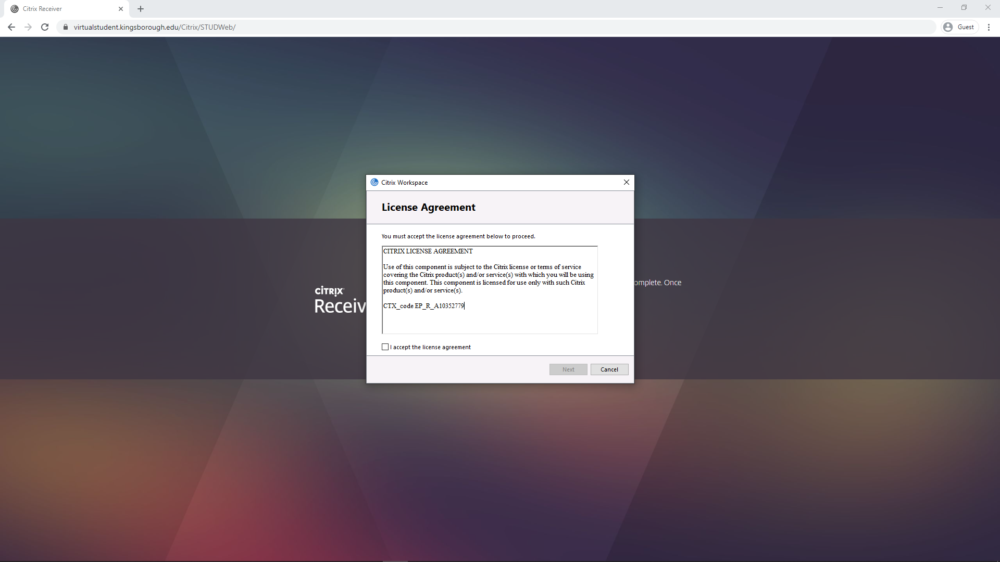 Citrix Receiver
virtualstudent.kingsborough.edu/Citrix/STUDWeb/
Guest
Citrix Workspace
License Agreement
You must accept the license agreement below to proceed.
CITRIX LICENSE AGREEMENT
Use of this component is subject to the Citrix license or terms of service
covering the Citrix product(s) and/or service(s) with which you will be using
this component. This component is licensed for use only with such Citrix
product(s) and/or service(s).
CTX_code EP_R_A10352779
I accept the license agreement
Next
Cancel
CITRIX
Receiv
omplete. Once